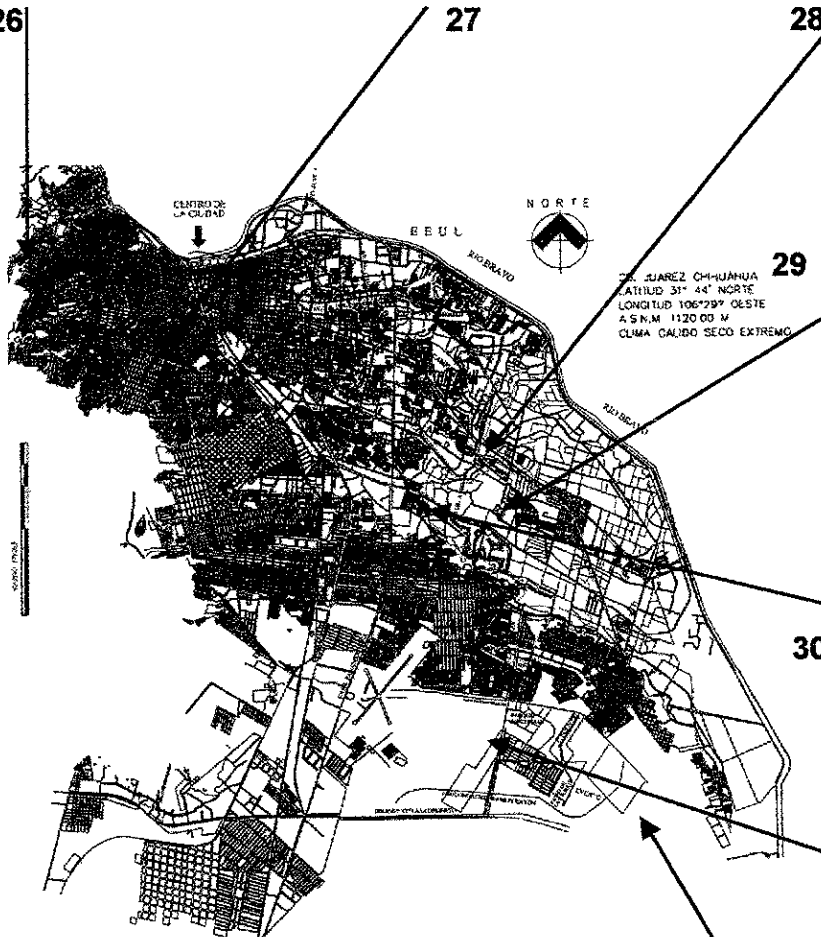 26
27
28
CENTRO DE
LA CIUDAD
NORTE
EEUU
RIO BRAVO
29
CD. JUAREZ CHIHUAHUA
LATITUD 31° 44' NORTE
LONGITUD 106°29' OESTE
A.S.N.M. 1120.00 M
CLIMA CALIDO SECO EXTREMO
RIO BRAVO
30